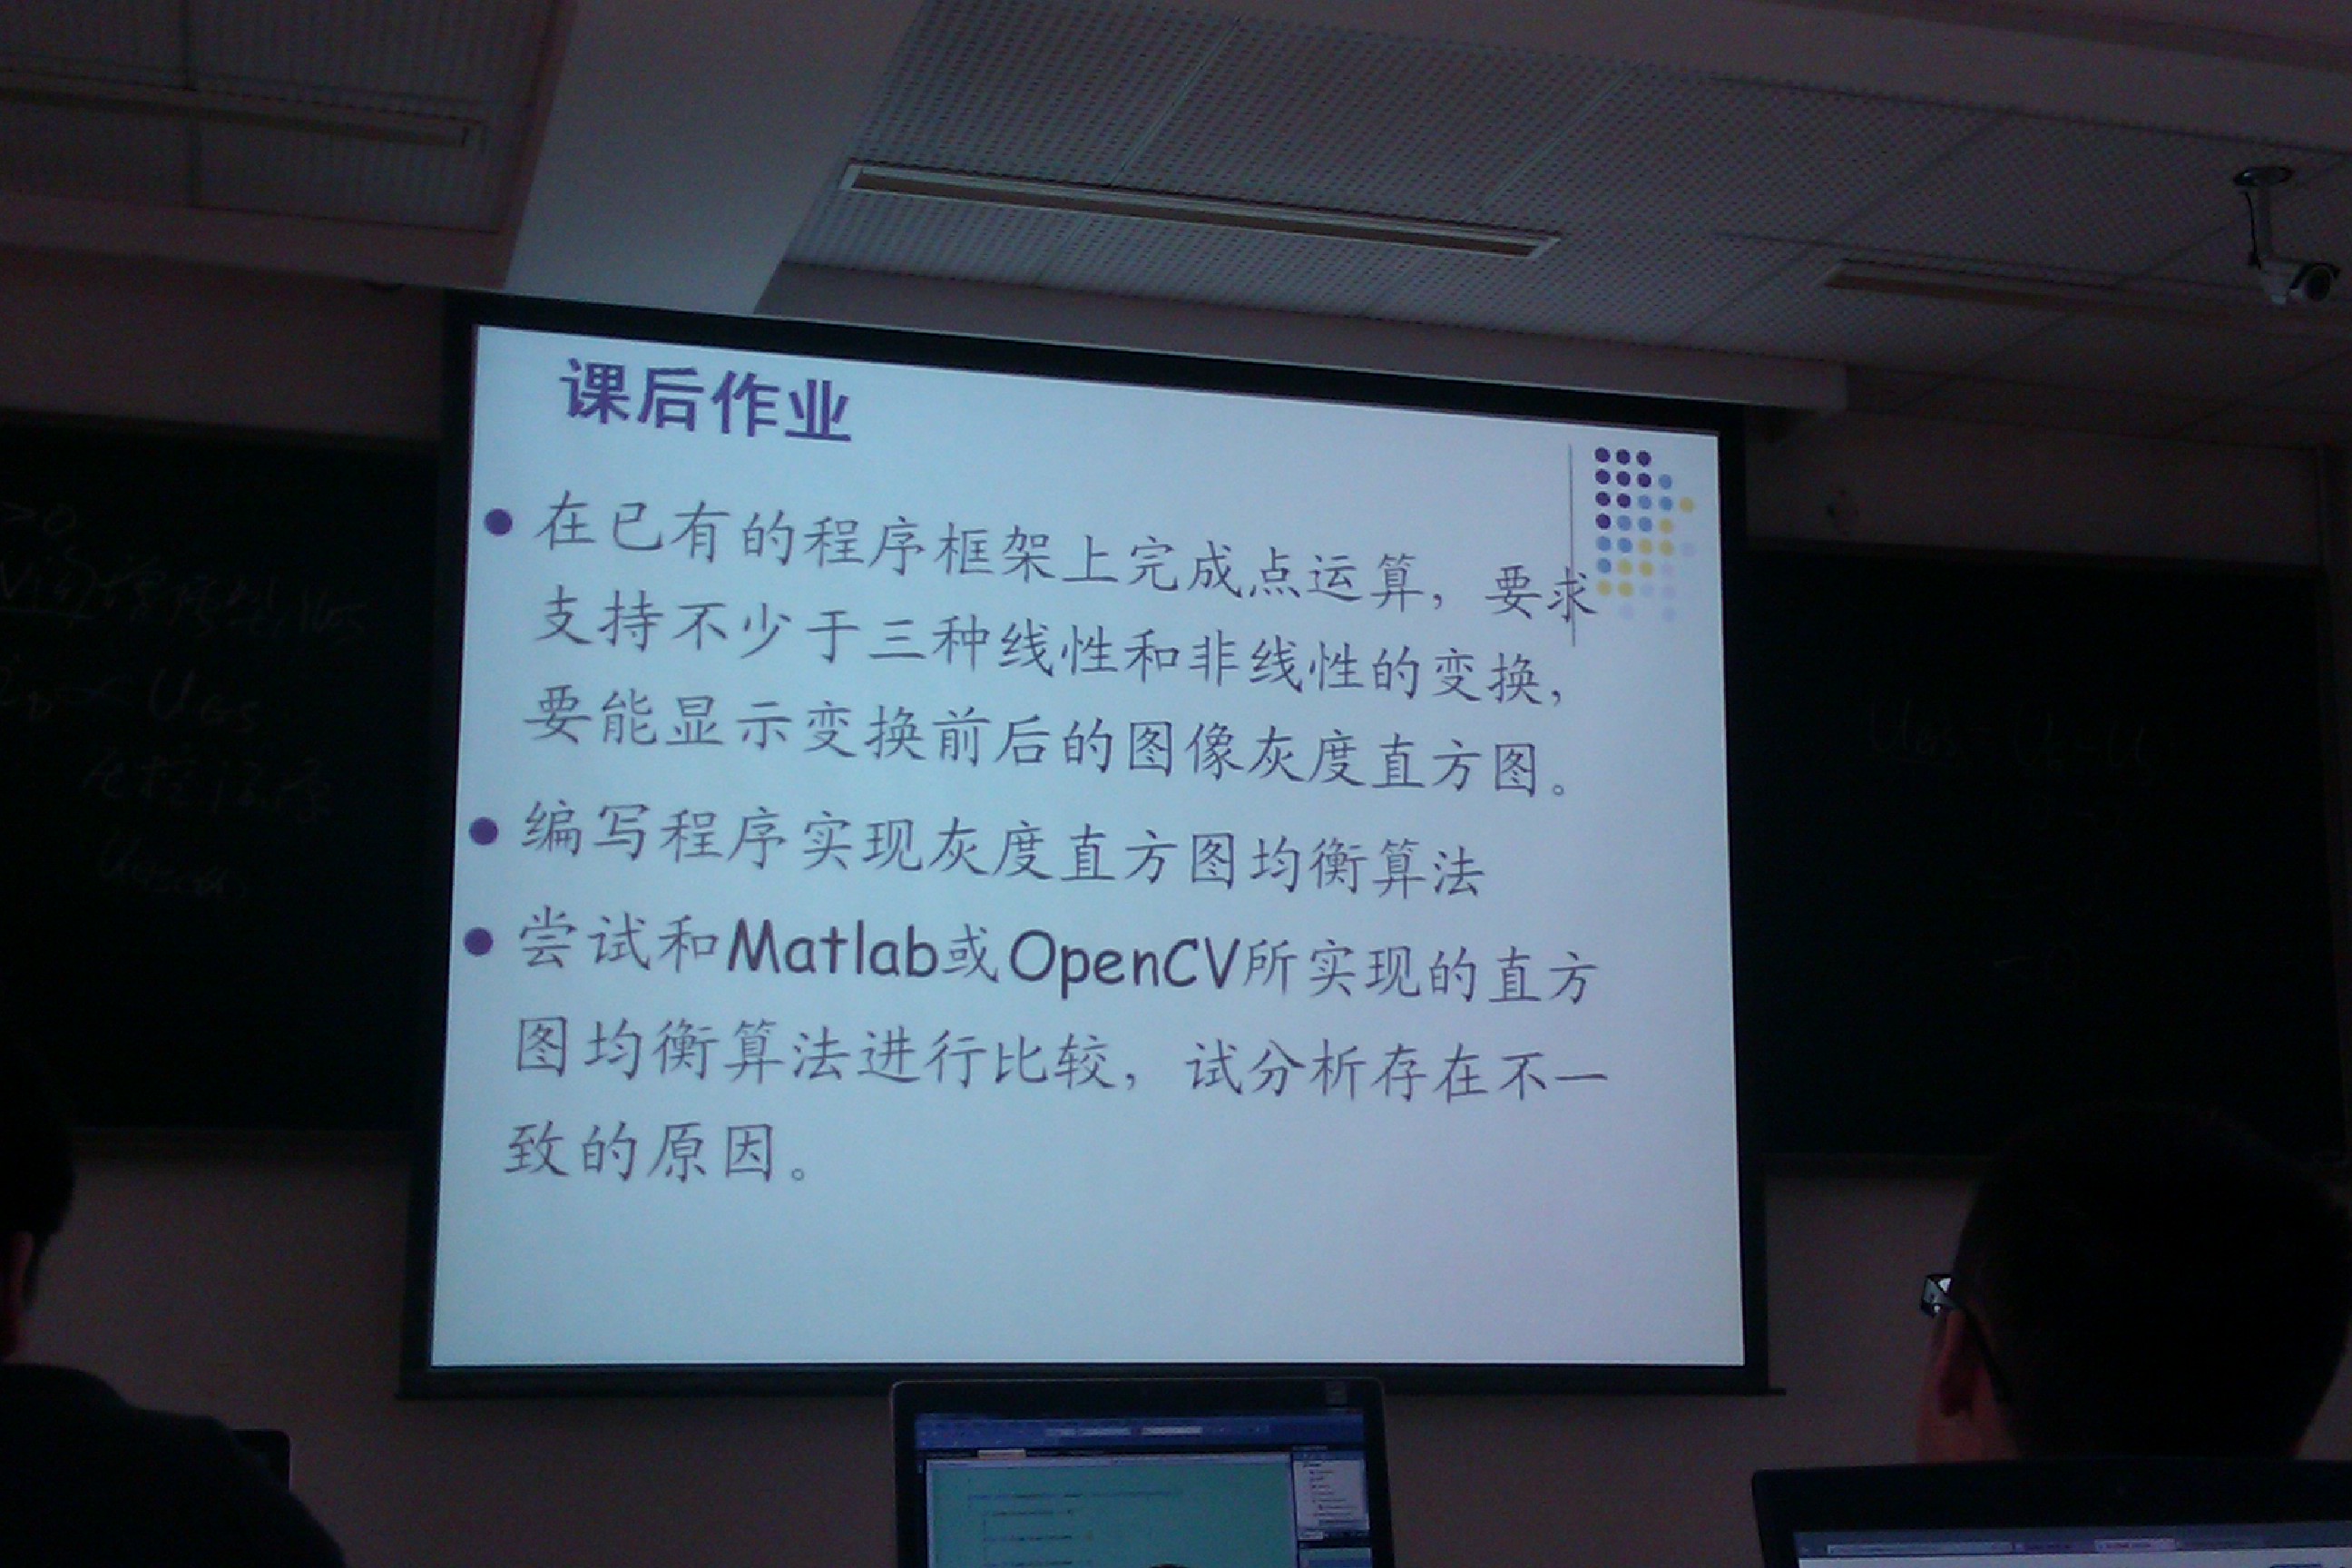 课后作业
在已有的程序框架上完成点运算，要求
支持不少于三种线性和非线性的变换，
要能显示变换前后的图像灰度直方图。
编写程序实现灰度直方图均衡算法
尝试和Matlab或OpenCV所实现的直方
图均衡算法进行比较，试分析存在不一
致的原因。